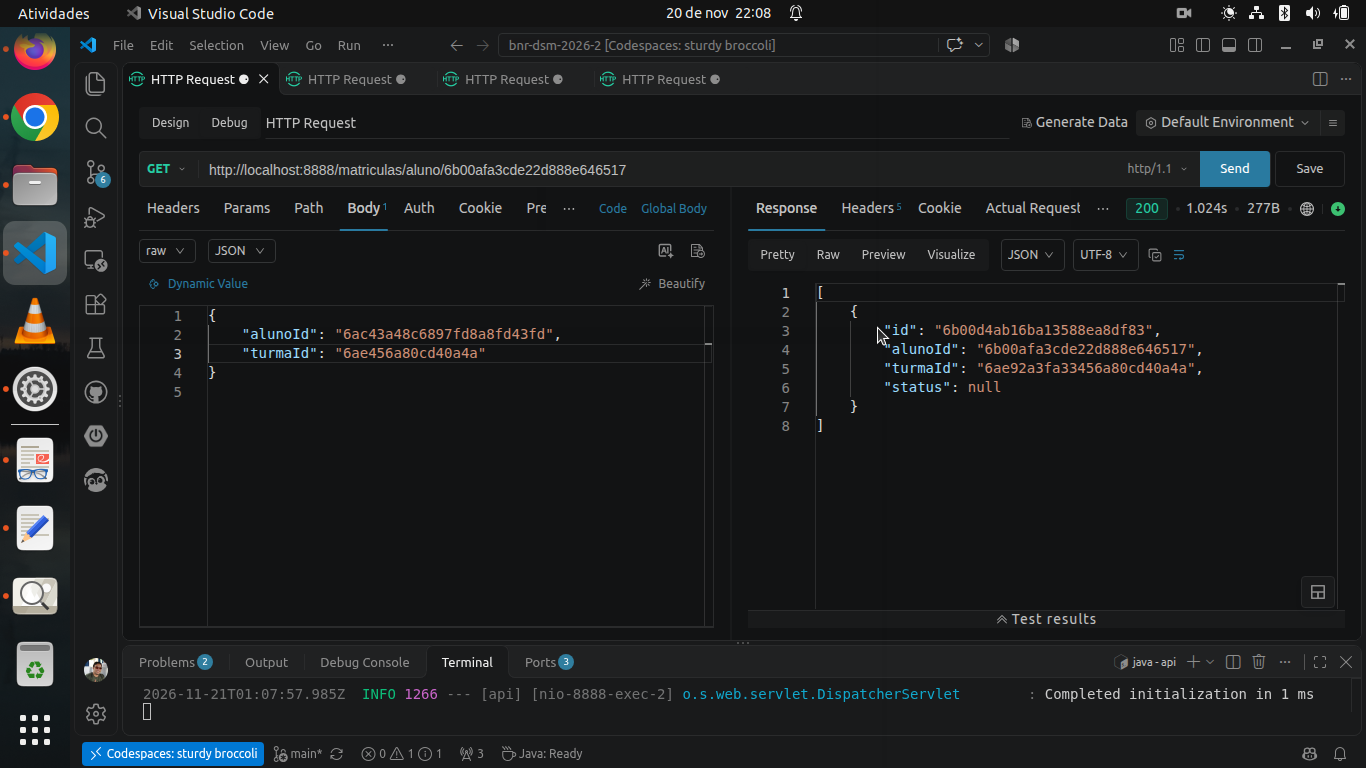 Atividades
Visual Studio Code
20 de nov 22:08
File Edit Selection View Go Run ···
bnr-dsm-2026-2 [Codespaces: sturdy broccoli]
HTTP Request
HTTP Request
HTTP Request
HTTP Request
Design
Debug
HTTP Request
Generate Data
Default Environment
GET
http://localhost:8888/matriculas/aluno/6b00afa3cde22d888e646517
http/1.1
Send
Save
Headers Params Path Body 1 Auth Cookie Pre ··· Code Global Body
raw
JSON
Dynamic Value
Beautify
1 {
2 "alunoId": "6ac43a48c6897fd8a8fd43fd",
3 "turmaId": "6ae456a80cd40a4a"
4 }
5
Response Headers 5 Cookie Actual Request ··· 200 1.024s 277B
Pretty Raw Preview Visualize
JSON
UTF-8
1 [
2 {
3 "id": "6b00d4ab16ba13588ea8df83",
4 "alunoId": "6b00afa3cde22d888e646517",
5 "turmaId": "6ae92a3fa33456a80cd40a4a",
6 "status": null
7 }
8 ]
Test results
6
Problems 2 Output Debug Console Terminal Ports 3
java - api
2026-11-21T01:07:57.985Z INFO 1266 --- [api] [nio-8888-exec-2] o.s.web.servlet.DispatcherServlet : Completed initialization in 1 ms
Codespaces: sturdy broccoli
main*
0 1 1
3
Java: Ready